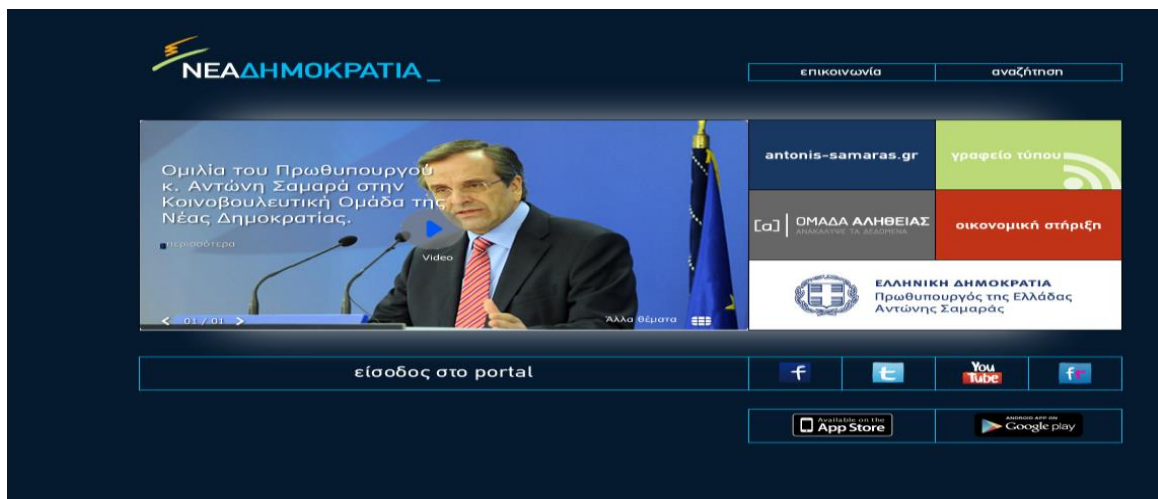 ΝΕΑΔΗΜΟΚΡΑΤΙΑ_
επικοινωνία
αναζήτηση
Ομιλία του Πρωθυπουργού
κ. Αντώνη Σαμαρά στην
Κοινοβουλευτική Ομάδα της
Νέας Δημοκρατίας.
περισσότερα
Video
< 01 / 01 >
Άλλα θέματα
antonis-samaras.gr
γραφείο τύπου
[α] ΟΜΑΔΑ ΑΛΗΘΕΙΑΣ
ΑΝΑΚΑΛΥΨΕ ΤΑ ΔΕΔΟΜΕΝΑ
οικονομική στήριξη
ΕΛΛΗΝΙΚΗ ΔΗΜΟΚΡΑΤΙΑ
Πρωθυπουργός της Ελλάδας
Αντώνης Σαμαράς
είσοδος στο portal
f
t
You
Tube
fr
Available on the
App Store
ANDROID APP ON
Google play